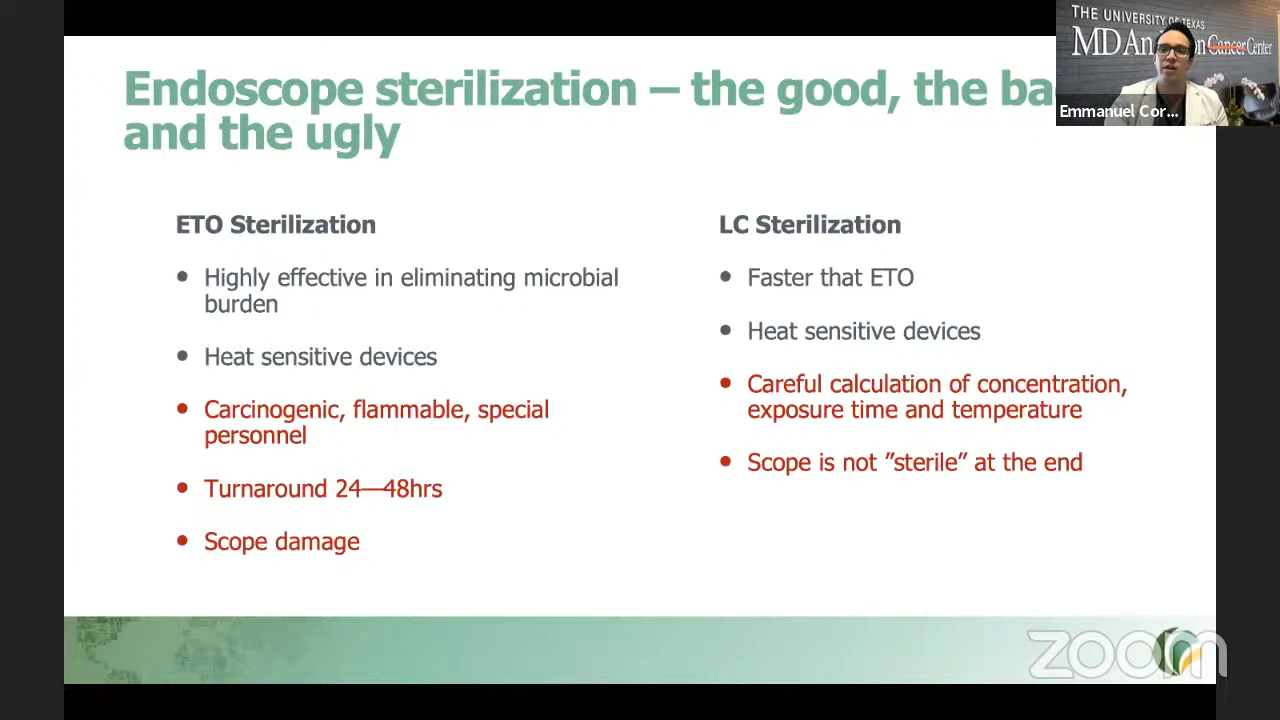 THE UNIVERSITY OF TEXAS
MD Center
Emmanuel Cor...
Endoscope sterilization – the good, the
and the ugly
ETO Sterilization
• Highly effective in eliminating microbial
burden
• Heat sensitive devices
• Carcinogenic, flammable, special
personnel
• Turnaround 24—48hrs
• Scope damage
LC Sterilization
• Faster that ETO
• Heat sensitive devices
• Careful calculation of concentration,
exposure time and temperature
• Scope is not ”sterile” at the end
zoom